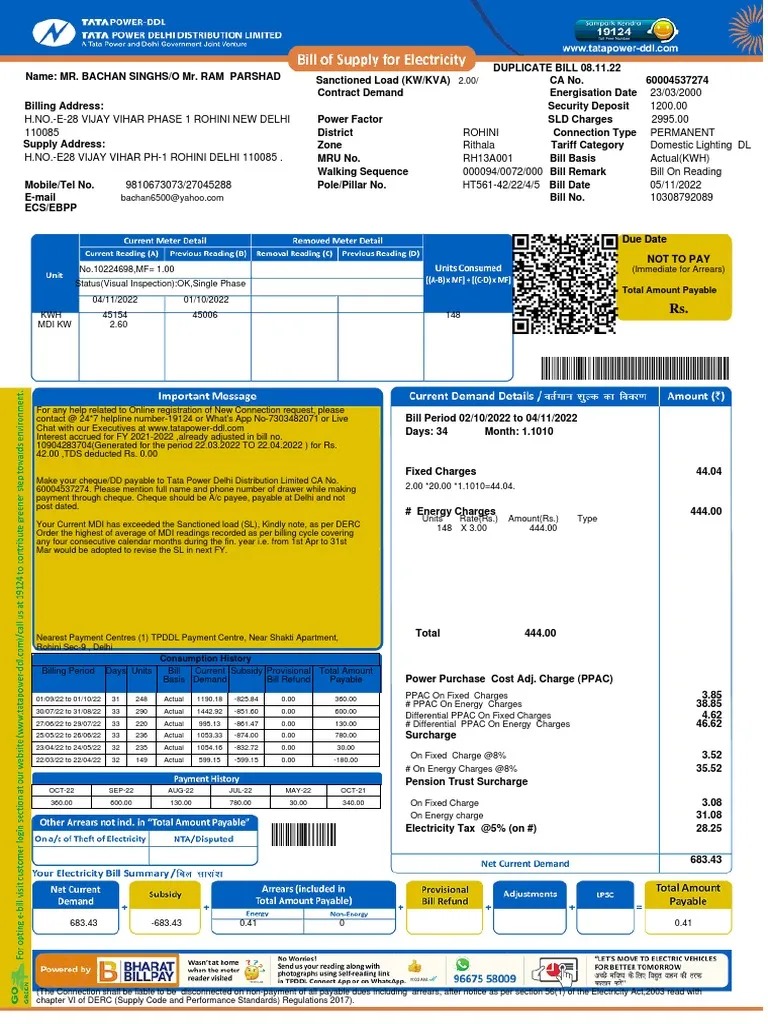 TATA POWER-DDL
TATA POWER DELHI DISTRIBUTION LIMITED
A Tata Power and Delhi Government Joint Venture
Sampark Kendra
19124
www.tatapower-ddl.com
Bill of Supply for Electricity
DUPLICATE BILL 08.11.22
Name: MR. BACHAN SINGHS/O Mr. RAM PARSHAD
Billing Address:
H.NO.-E-28 VIJAY VIHAR PHASE 1 ROHINI NEW DELHI
110085
Supply Address:
H.NO.-E28 VIJAY VIHAR PH-1 ROHINI DELHI 110085 .
Mobile/Tel No. 9810673073/27045288
E-mail bachan6500@yahoo.com
ECS/EBPP
Sanctioned Load (KW/KVA) 2.00/
Contract Demand
Power Factor
District ROHINI
Zone Rithala
MRU No. RH13A001
Walking Sequence 000094/0072/000
Pole/Pillar No. HT561-42/22/4/5
CA No. 60004537274
Energisation Date 23/03/2000
Security Deposit 1200.00
SLD Charges 2995.00
Connection Type PERMANENT
Tariff Category Domestic Lighting DL
Bill Basis Actual(KWH)
Bill Remark Bill On Reading
Bill Date 05/11/2022
Bill No. 10308792089
Unit
Current Meter Detail Removed Meter Detail
Current Reading (A) Previous Reading (B) Removal Reading (C) Previous Reading (D)
Units Consumed
[(A-B) x MF] + [(C-D) x MF]
No.10224698,MF= 1.00
Status(Visual Inspection):OK,Single Phase
04/11/2022 01/10/2022
KWH 45154 45006 148
MDI KW 2.60
Due Date
NOT TO PAY
(Immediate for Arrears)
Total Amount Payable
Rs.
Important Message
For any help related to Online registration of New Connection request, please
contact @ 24*7 helpline number-19124 or What's App No-7303482071 or Live
Chat with our Executives at www.tatapower-ddl.com
Interest accrued for FY 2021-2022 ,already adjusted in bill no.
10904283704(Generated for the period 22.03.2022 TO 22.04.2022 ) for Rs.
42.00 ,TDS deducted Rs. 0.00
Make your cheque/DD payable to Tata Power Delhi Distribution Limited CA No.
60004537274. Please mention full name and phone number of drawer while making
payment through cheque. Cheque should be A/c payee, payable at Delhi and not
post dated.
Your Current MDI has exceeded the Sanctioned load (SL), Kindly note, as per DERC
Order the highest of average of MDI readings recorded as per billing cycle covering
any four consecutive calendar months during the fin. year i.e. from 1st Apr to 31st
Mar would be adopted to revise the SL in next FY.
Nearest Payment Centres (1) TPDDL Payment Centre, Near Shakti Apartment,
Rohini Sec-9 , Delhi
Current Demand Details / वर्तमान शुल्क का विवरण Amount (₹)
Bill Period 02/10/2022 to 04/11/2022
Days: 34 Month: 1.1010
Fixed Charges 44.04
2.00 *20.00 *1.1010=44.04.
# Energy Charges 444.00
Units Rate(Rs.) Amount(Rs.) Type
148 X 3.00 444.00
Total 444.00
Power Purchase Cost Adj. Charge (PPAC)
PPAC On Fixed Charges 3.85
# PPAC On Energy Charges 38.85
Differential PPAC On Fixed Charges 4.62
# Differential PPAC On Energy Charges 46.62
Surcharge
On Fixed Charge @8% 3.52
# On Energy Charges @8% 35.52
Pension Trust Surcharge
On Fixed Charge 3.08
On Energy charge 31.08
Electricity Tax @5% (on #) 28.25
Net Current Demand 683.43
Consumption History
Billing Period Days Units Bill Basis Current Demand Subsidy Provisional Bill Refund Total Amount Payable
01/09/22 to 01/10/22 31 248 Actual 1190.18 -825.84 0.00 360.00
30/07/22 to 31/08/22 33 290 Actual 1442.92 -851.60 0.00 600.00
27/06/22 to 29/07/22 33 220 Actual 995.13 -861.47 0.00 130.00
25/05/22 to 26/06/22 33 236 Actual 1053.33 -874.00 0.00 780.00
23/04/22 to 24/05/22 32 235 Actual 1054.16 -832.72 0.00 30.00
22/03/22 to 22/04/22 32 149 Actual 599.15 -599.15 0.00 -180.00
Payment History
OCT-22 SEP-22 AUG-22 JUL-22 MAY-22 OCT-21
360.00 600.00 130.00 780.00 30.00 340.00
Other Arrears not incl. in "Total Amount Payable"
On a/c of Theft of Electricity NTA/Disputed
Your Electricity Bill Summary / बिल सारांश
Net Current Demand + Subsidy + Arrears (included in Total Amount Payable) + Provisional Bill Refund + Adjustments + LPSC = Total Amount Payable
Energy Non-Energy
683.43 -683.43 0.41 0 0.41
For opting e-bill visit customer login section at our website (www.tatapower-ddl.com)/call us at 19124 to contribute greener step towards environment.
GO GREEN
Powered by B BHARAT BILLPAY
Wasn't at home
when the meter
reader visited
No Worries!
Send us your reading along with
photographs using Self-reading link
in TPDDL Connect App or on WhatsApp.
96675 58009
"LET'S MOVE TO ELECTRIC VEHICLES
FOR BETTER TOMORROW
अच्छे भविष्य के लिए विद्युत वाहन की तरफ
(The Connection shall be liable to be disconnected on non-payment of all payable dues including arrears, after notice as per section 56(1) of the Electricity Act,2003 read with
chapter VI of DERC (Supply Code and Performance Standards) Regulations 2017).